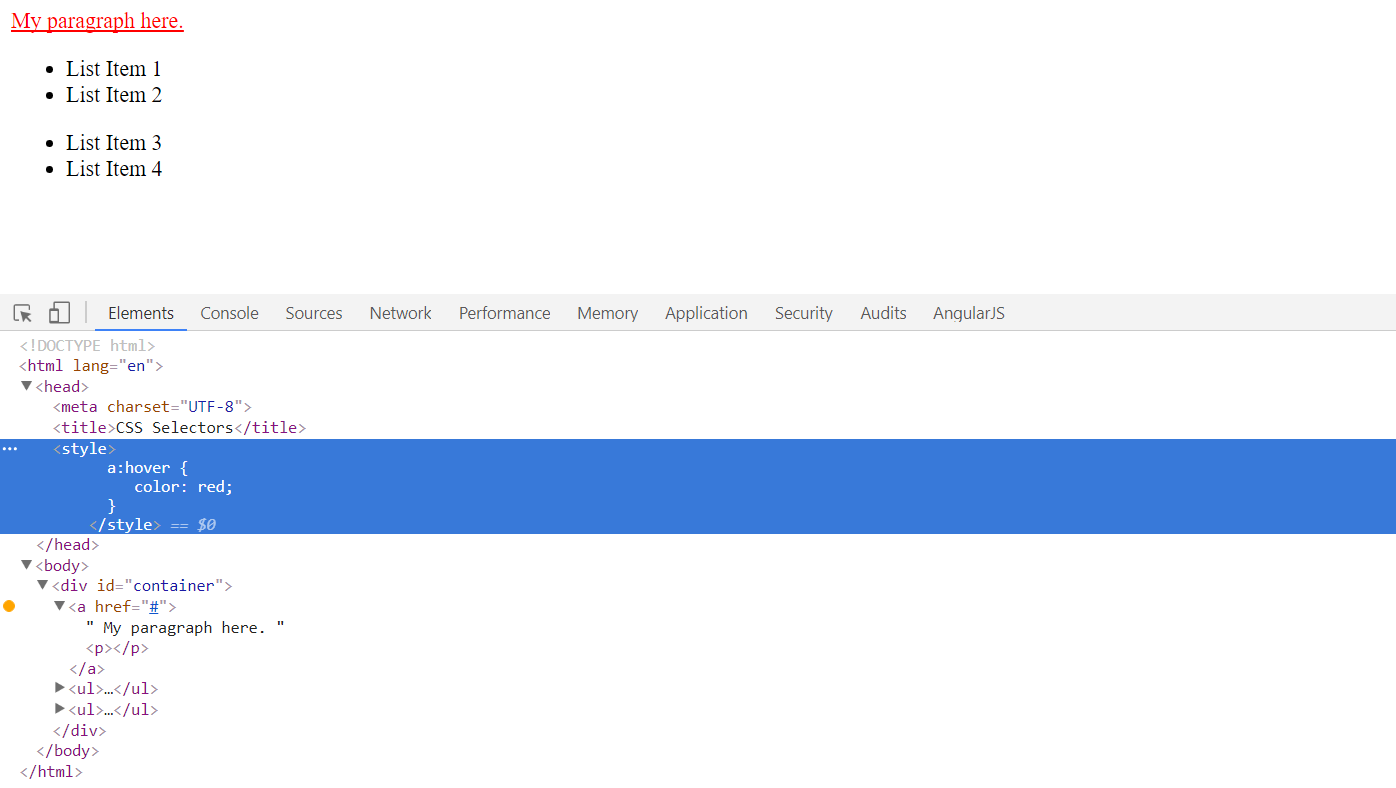 My paragraph here.
List Item 1
List Item 2
List Item 3
List Item 4
Elements Console Sources Network Performance Memory Application Security Audits AngularJS
<!DOCTYPE html>
<html lang="en">
<head>
<meta charset="UTF-8">
<title>CSS Selectors</title>
<style>
a:hover {
color: red;
}
</style> == $0
</head>
<body>
<div id="container">
<a href="#">
" My paragraph here. "
<p></p>
</a>
<ul>…</ul>
<ul>…</ul>
</div>
</body>
</html>